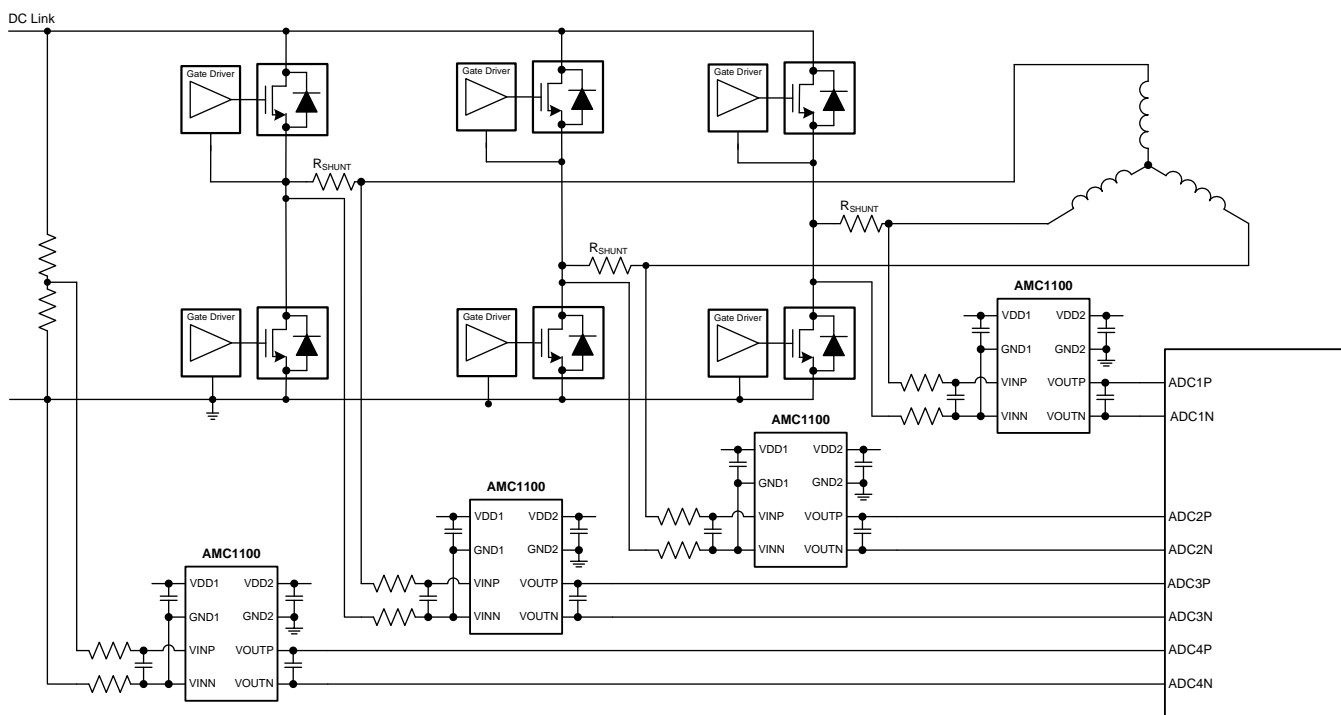 DC Link
Gate Driver
Gate Driver
Gate Driver
RSHUNT
RSHUNT
RSHUNT
Gate Driver
Gate Driver
Gate Driver
AMC1100
VDD1 VDD2
GND1 GND2
VINP VOUTP
VINN VOUTN
ADC1P
ADC1N
AMC1100
VDD1 VDD2
GND1 GND2
VINP VOUTP
VINN VOUTN
ADC2P
ADC2N
AMC1100
VDD1 VDD2
GND1 GND2
VINP VOUTP
VINN VOUTN
ADC3P
ADC3N
AMC1100
VDD1 VDD2
GND1 GND2
VINP VOUTP
VINN VOUTN
ADC4P
ADC4N